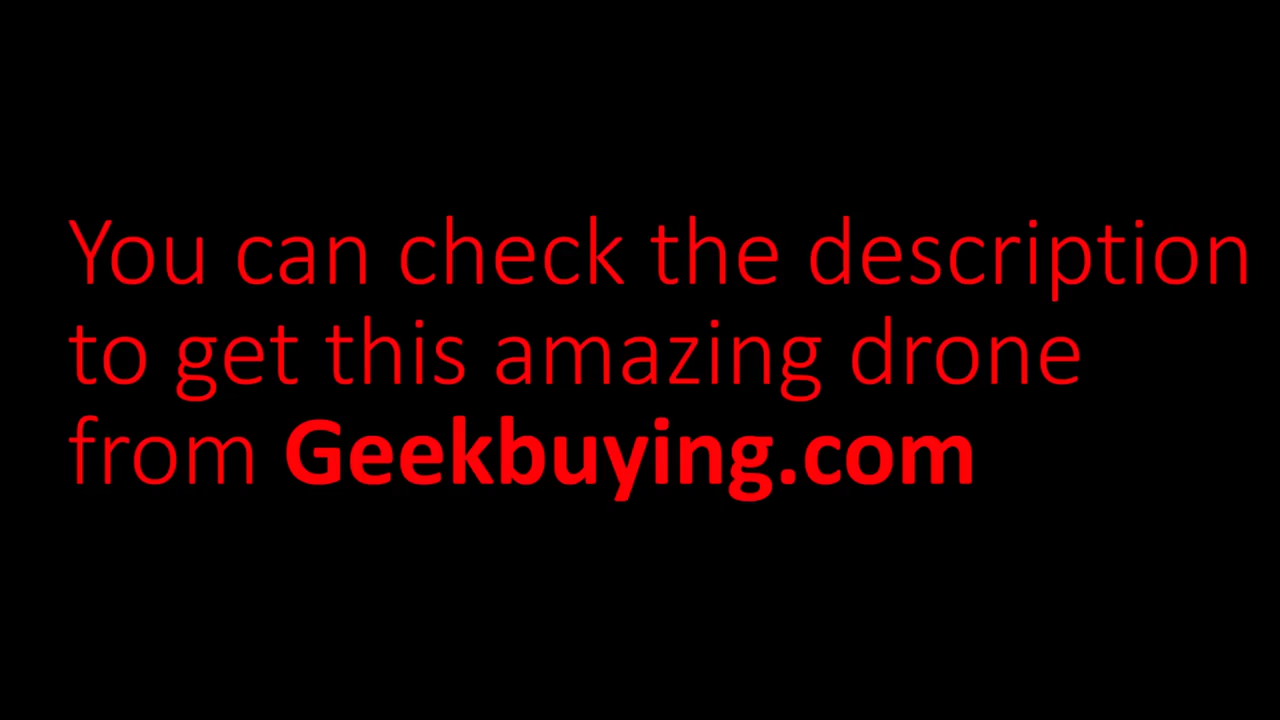 You can check the description
to get this amazing drone
from Geekbuying.com